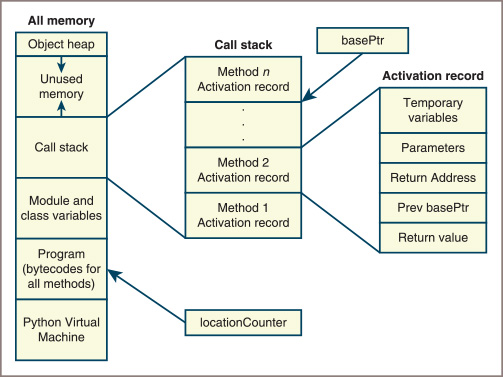 All memory
Object heap
Unused
memory
Call stack
Module and
class variables
Program
(bytecodes for
all methods)
Python Virtual
Machine
Call stack
Method n
Activation record
.
.
.
Method 2
Activation record
Method 1
Activation record
basePtr
locationCounter
Activation record
Temporary
variables
Parameters
Return Address
Prev basePtr
Return value